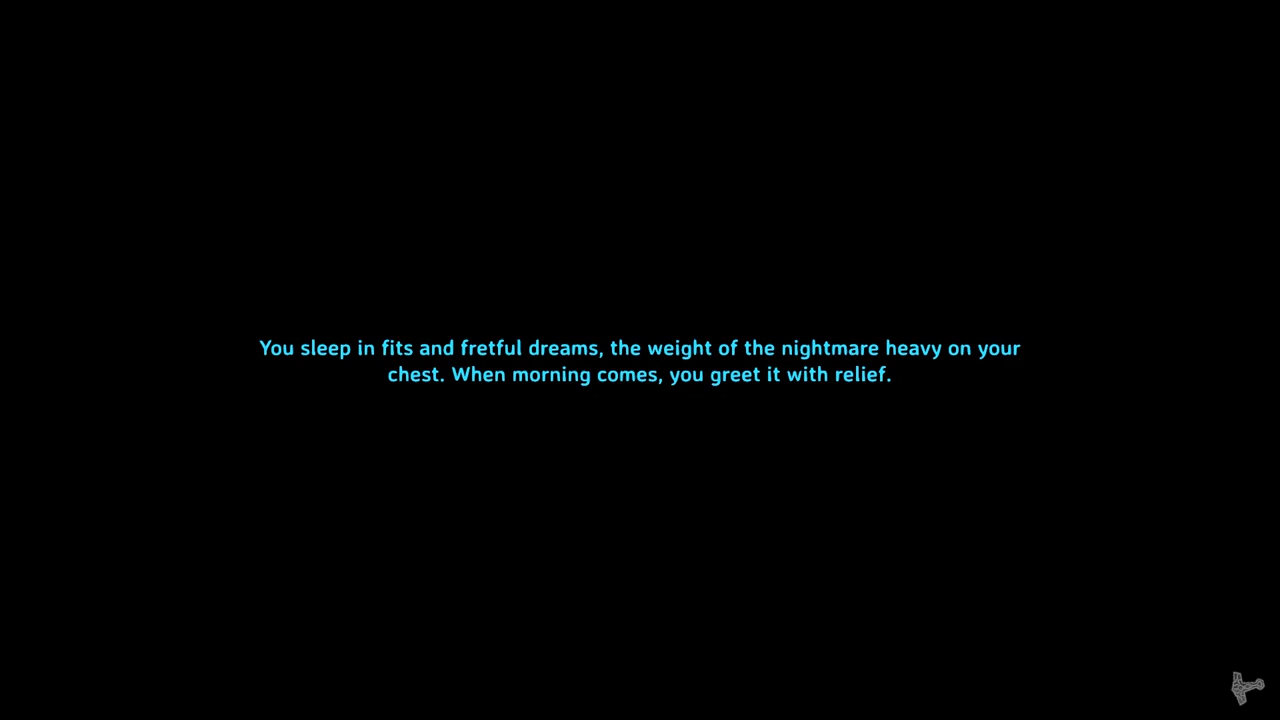 You sleep in fits and fretful dreams, the weight of the nightmare heavy on your
chest. When morning comes, you greet it with relief.